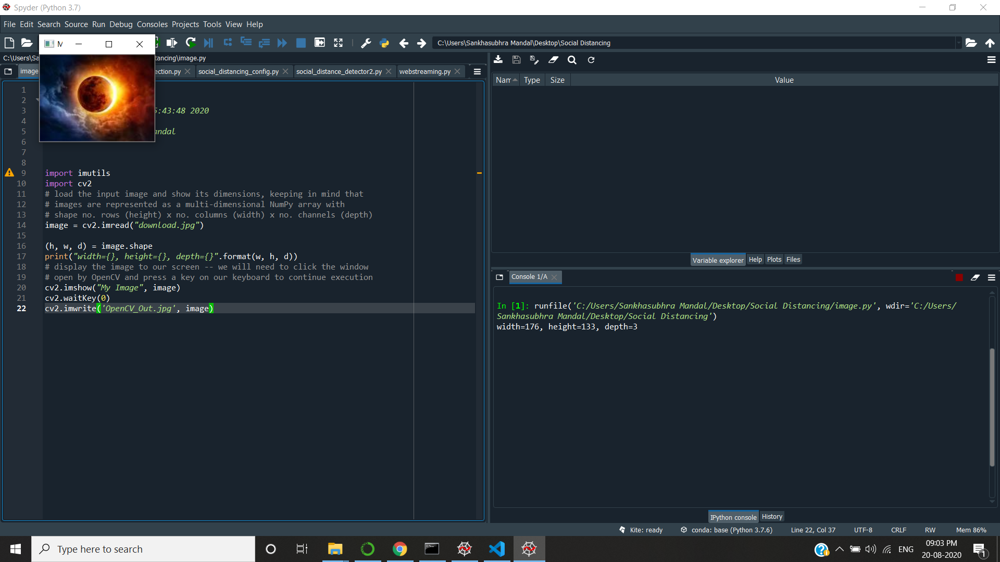 Spyder (Python 3.7)
File Edit Search Source Run Debug Consoles Projects Tools View Help
M
C:\Users\Sankhasubhra Mandal\Desktop\Social Distancing
C:\Users\Sa
tancing\image.py
image
ection.py
social_distancing_config.py
social_distance_detector2.py
webstreaming.py
1
2
3 :43:48 2020
4
5 andal
6
7
8
9 import imutils
10 import cv2
11 # load the input image and show its dimensions, keeping in mind that
12 # images are represented as a multi-dimensional NumPy array with
13 # shape no. rows (height) x no. columns (width) x no. channels (depth)
14 image = cv2.imread("download.jpg")
15
16 (h, w, d) = image.shape
17 print("width={}, height={}, depth={}".format(w, h, d))
18 # display the image to our screen -- we will need to click the window
19 # open by OpenCV and press a key on our keyboard to continue execution
20 cv2.imshow("My Image", image)
21 cv2.waitKey(0)
22 cv2.imwrite('OpenCV_Out.jpg', image)
Nam Type Size Value
Variable explorer Help Plots Files
Console 1/A
In [1]: runfile('C:/Users/Sankhasubhra Mandal/Desktop/Social Distancing/image.py', wdir='C:/Users/
Sankhasubhra Mandal/Desktop/Social Distancing')
width=176, height=133, depth=3
IPython console History
Kite: ready conda: base (Python 3.7.6) Line 22, Col 37 UTF-8 CRLF RW Mem 86%
Type here to search
ENG
09:03 PM
20-08-2020
1